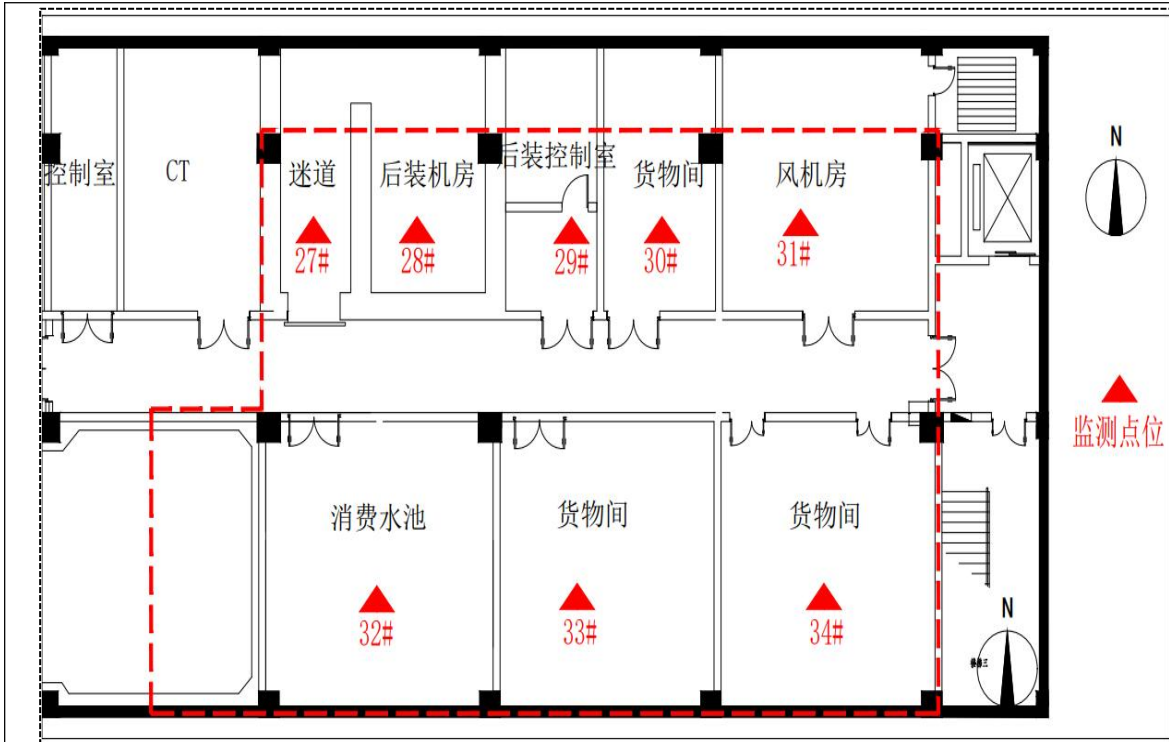 N
控制室
CT
迷道
后装机房
后装控制室
货物间
风机房
27#
28#
29#
30#
31#
监测点位
消费水池
货物间
货物间
32#
33#
34#
N